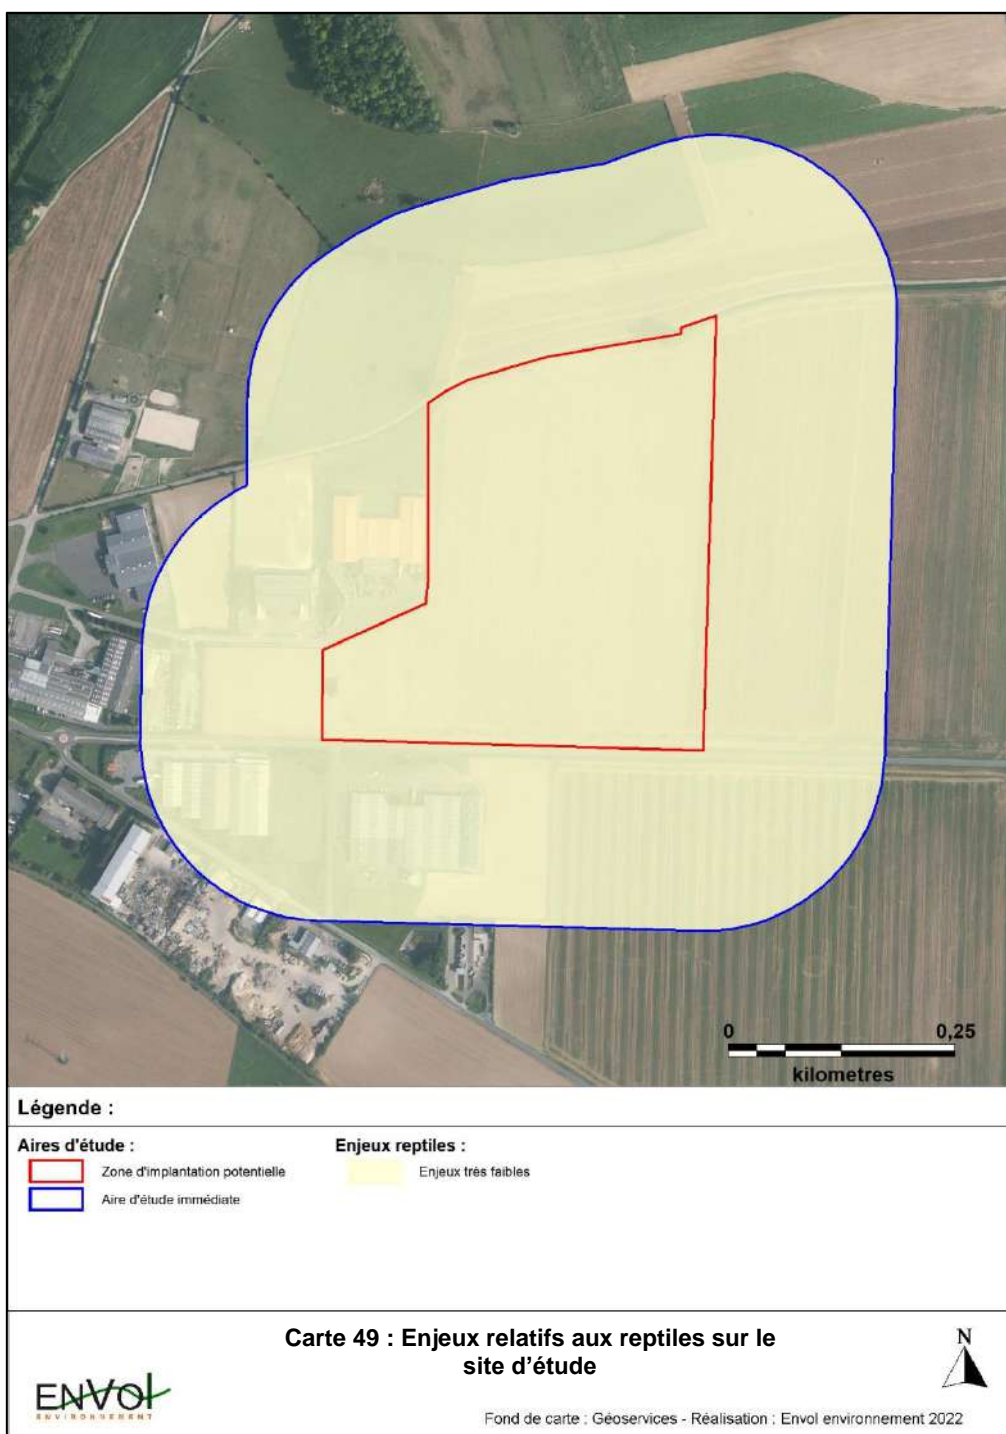 0 0,25
kilometres
Légende :
Aires d'étude :
Zone d'implantation potentielle
Aire d'étude immédiate
Enjeux reptiles :
Enjeux très faibles
Carte 49 : Enjeux relatifs aux reptiles sur le
site d’étude
N
ENVOL
ENVIRONNEMENT
Fond de carte : Géoservices - Réalisation : Envol environnement 2022